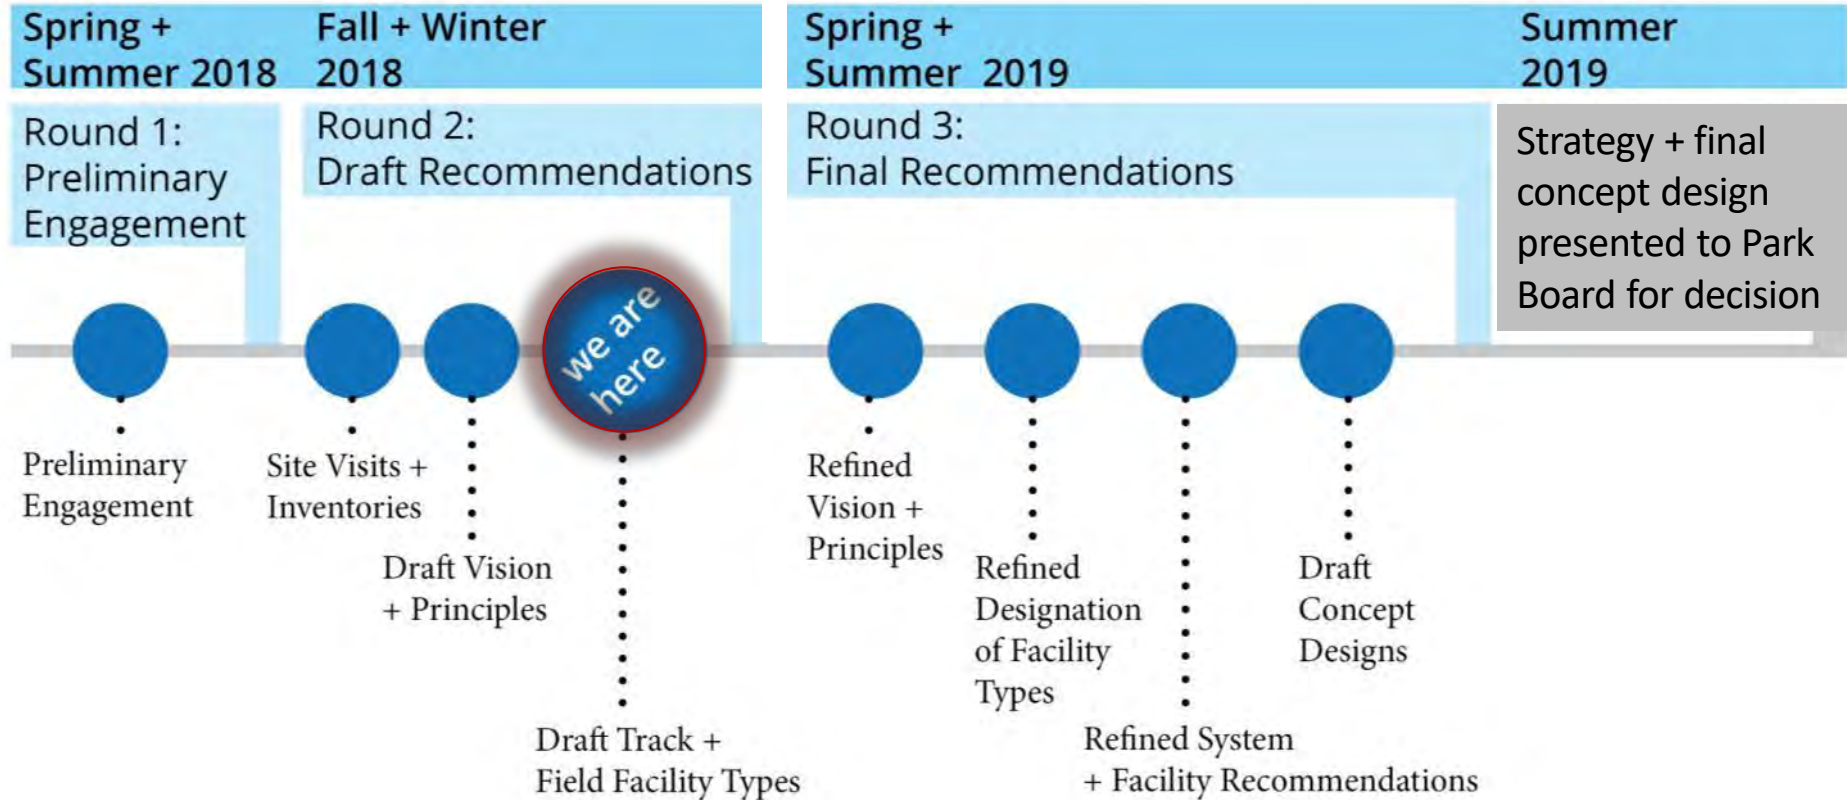 Spring +
Summer 2018
Fall + Winter
2018
Spring +
Summer 2019
Summer
2019
Round 1:
Preliminary
Engagement
Round 2:
Draft Recommendations
Round 3:
Final Recommendations
Strategy + final
concept design
presented to Park
Board for decision
we are
here
Preliminary
Engagement
Site Visits +
Inventories
Draft Vision
+ Principles
Draft Track +
Field Facility Types
Refined
Vision +
Principles
Refined
Designation
of Facility
Types
Refined System
+ Facility Recommendations
Draft
Concept
Designs